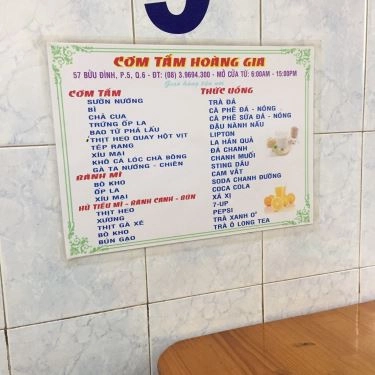 5
CƠM TẤM HOÀNG GIA
57 BỬU ĐÌNH, P.5, Q.6 - ĐT: (08) 3.9694.300 - MỞ CỬA TỪ: 6:00AM - 15:00PM
Giao hàng tận nơi
CƠM TẤM
SƯỜN NƯỚNG
BÌ
CHẢ CUA
TRỨNG ỐP LA
BAO TỬ PHÁ LẤU
THỊT HEO QUAY HỘT VỊT
TÉP RANG
XÍU MẠI
KHÔ CÁ LÓC CHÀ BÔNG
GÀ TA NƯỚNG - CHIÊN
BÁNH MÌ
BÒ KHO
ỐP LA
XÍU MẠI
HỦ TIẾU MÌ - BÁNH CANH - BÚN
THỊT HEO
XƯƠNG
THỊT GÀ XÉ
BÒ KHO
BÚN GẠO
THỨC UỐNG
TRÀ ĐÁ
CÀ PHÊ ĐÁ - NÓNG
CÀ PHÊ SỮA ĐÁ - NÓNG
ĐẬU NÀNH NẤU
LIPTON
LA HÁN QUẢ
ĐÁ CHANH
CHANH MUỐI
STING DÂU
CAM VẮT
SODA CHANH ĐƯỜNG
COCA COLA
XÁ XỊ
7-UP
PEPSI
TRÀ XANH O°
TRÀ Ô LONG TEA